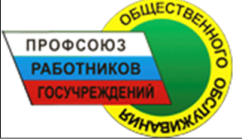 ПРОФСОЮЗ
РАБОТНИКОВ
ГОСУЧРЕЖДЕНИЙ
ОБЩЕСТВЕННОГО ОБСЛУЖИВАНИЯ